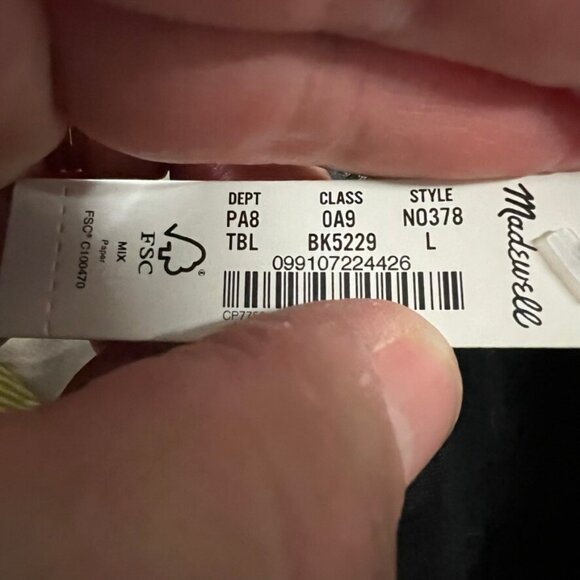 DEPT CLASS STYLE
PA8 0A9 N0378
TBL BK5229 L
099107224426
Madewell
FSC
MIX
Paper
FSC® C100470